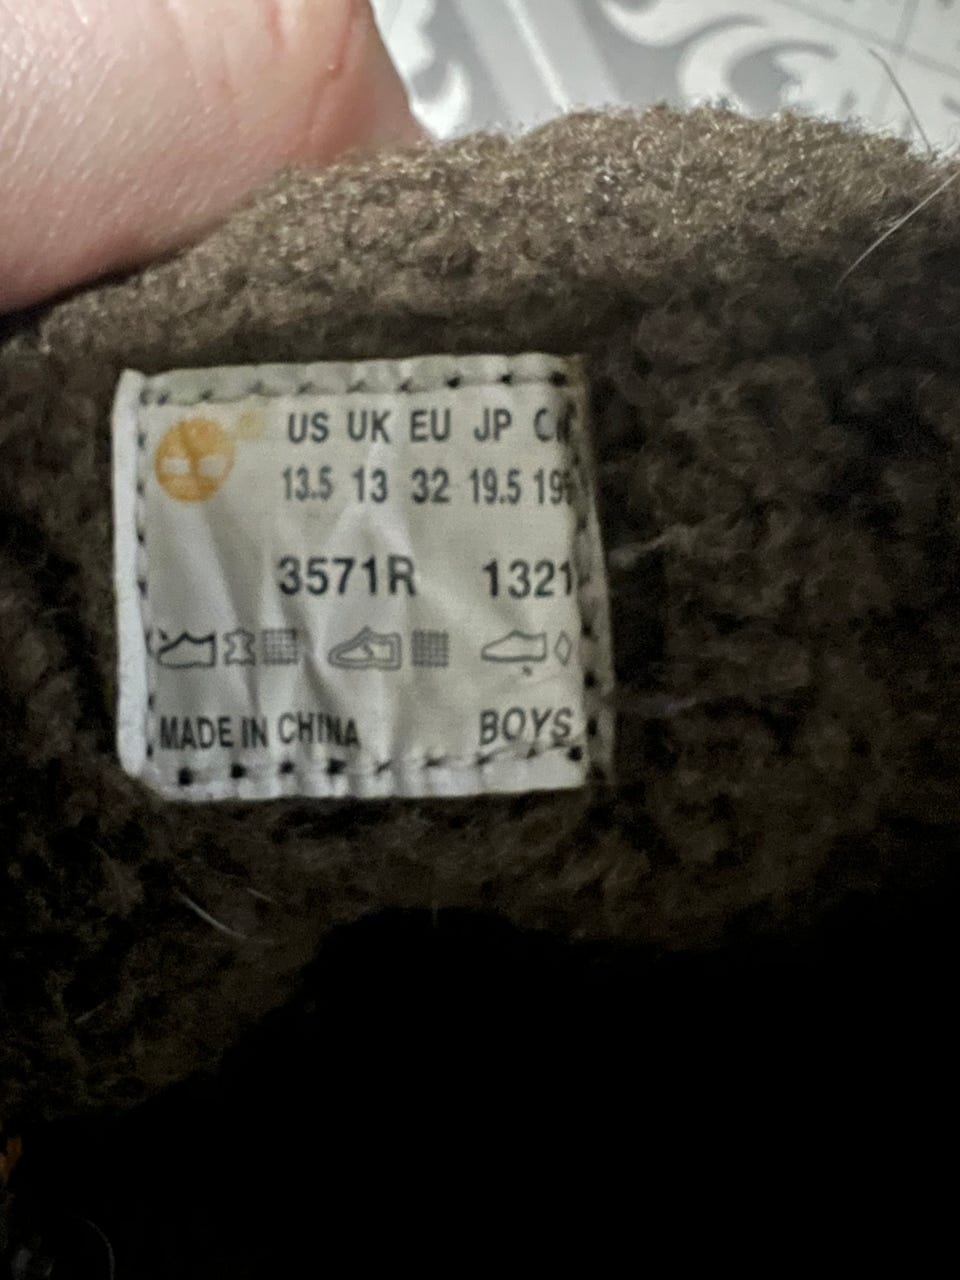 US UK EU JP
13.5 13 32 19.5
3571R 1321
MADE IN CHINA BOYS